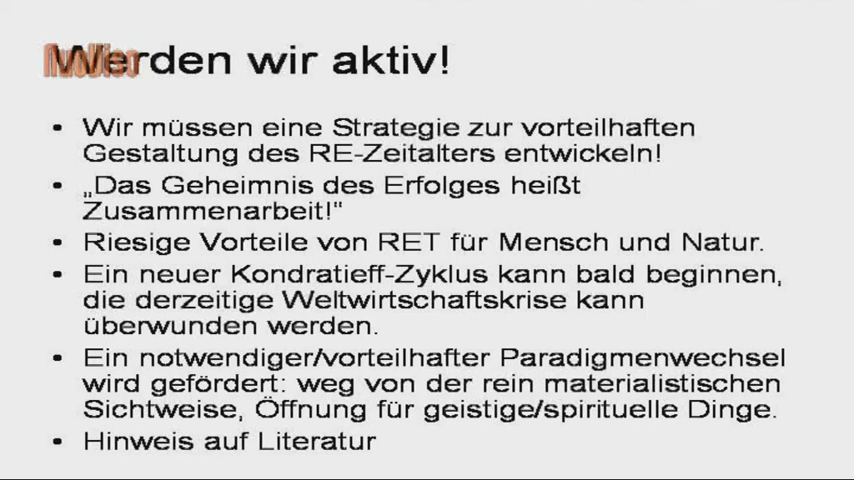 Werden wir aktiv!
• Wir müssen eine Strategie zur vorteilhaften
Gestaltung des RE-Zeitalters entwickeln!
• „Das Geheimnis des Erfolges heißt
Zusammenarbeit!"
• Riesige Vorteile von RET für Mensch und Natur.
• Ein neuer Kondratieff-Zyklus kann bald beginnen,
die derzeitige Weltwirtschaftskrise kann
überwunden werden.
• Ein notwendiger/vorteilhafter Paradigmenwechsel
wird gefördert: weg von der rein materialistischen
Sichtweise, Öffnung für geistige/spirituelle Dinge.
• Hinweis auf Literatur